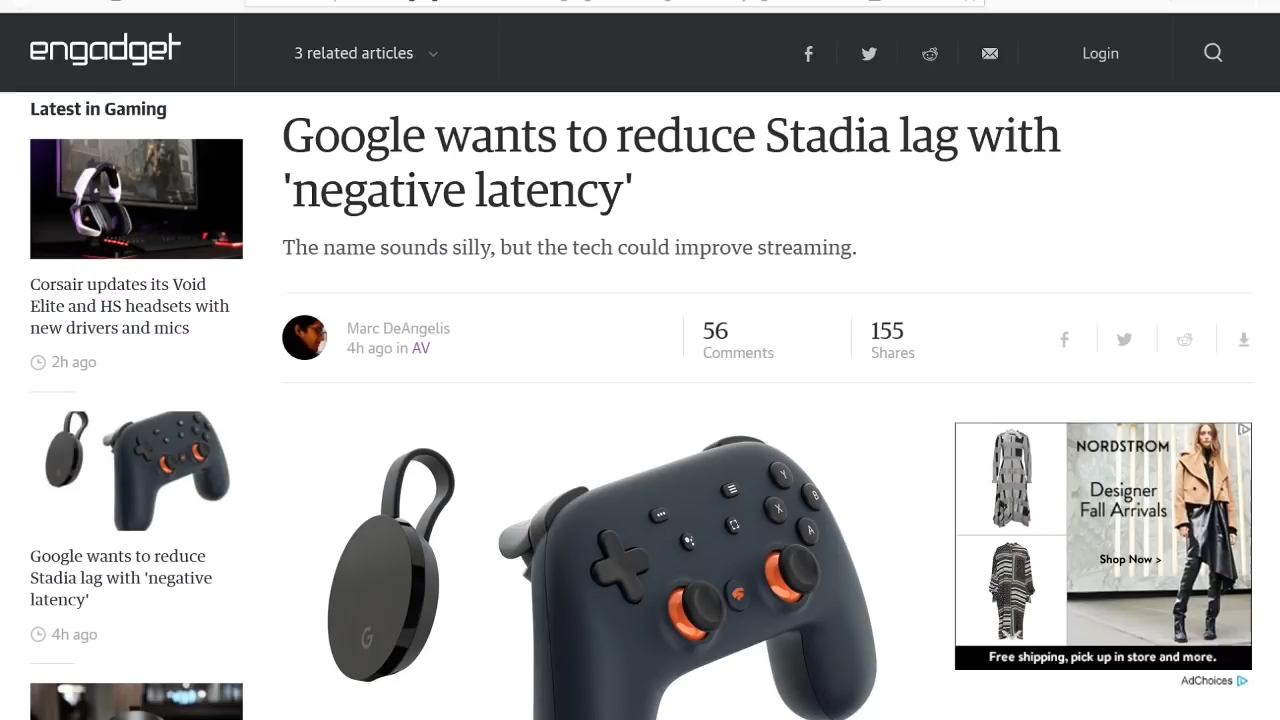 engadget
3 related articles
Login
Latest in Gaming
Corsair updates its Void
Elite and HS headsets with
new drivers and mics
2h ago
Google wants to reduce
Stadia lag with 'negative
latency'
4h ago
Google wants to reduce Stadia lag with
'negative latency'
The name sounds silly, but the tech could improve streaming.
Marc DeAngelis
4h ago in AV
56
Comments
155
Shares
Y
B
X
A
G
NORDSTROM
Designer
Fall Arrivals
Shop Now >
Free shipping, pick up in store and more.
AdChoices